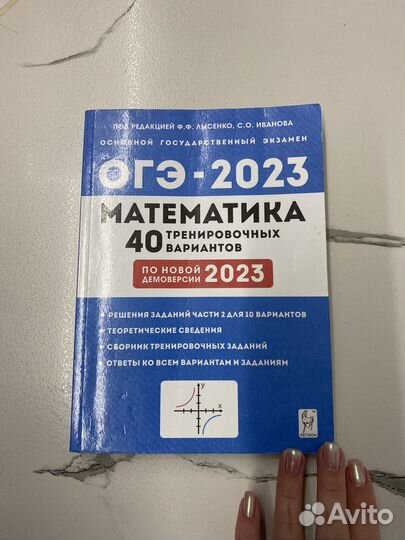 ПОД РЕДАКЦИЕЙ Ф.Ф. ЛЫСЕНКО, С.О. ИВАНОВА
ОСНОВНОЙ ГОСУДАРСТВЕННЫЙ ЭКЗАМЕН
ОГЭ - 2023
МАТЕМАТИКА
40 ТРЕНИРОВОЧНЫХ
ВАРИАНТОВ
ПО НОВОЙ
ДЕМОВЕРСИИ 2023
РЕШЕНИЯ ЗАДАНИЙ ЧАСТИ 2 ДЛЯ 10 ВАРИАНТОВ
ТЕОРЕТИЧЕСКИЕ СВЕДЕНИЯ
СБОРНИК ТРЕНИРОВОЧНЫХ ЗАДАНИЙ
ОТВЕТЫ КО ВСЕМ ВАРИАНТАМ И ЗАДАНИЯМ
y
x
ЛЕГИОН
Avito